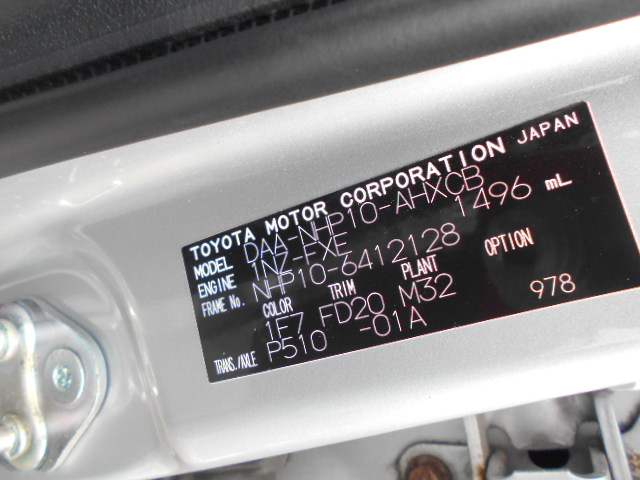 TOYOTA MOTOR CORPORATION JAPAN
MODEL DAA-NHP10-AHXCB
ENGINE 1NZ-FXE 1496 mL
FRAME No. NHP10-6412128
COLOR TRIM PLANT OPTION
1F7 FD20 M32
TRANS./AXLE P510 -01A 978